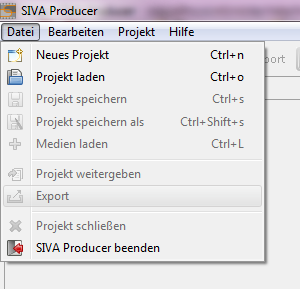 SIVA Producer
Datei Bearbeiten Projekt Hilfe
Neues Projekt Ctrl+n
Projekt laden Ctrl+o
Projekt speichern Ctrl+s
Projekt speichern als Ctrl+Shift+s
Medien laden Ctrl+L
Projekt weitergeben
Export
Projekt schließen
SIVA Producer beenden
port